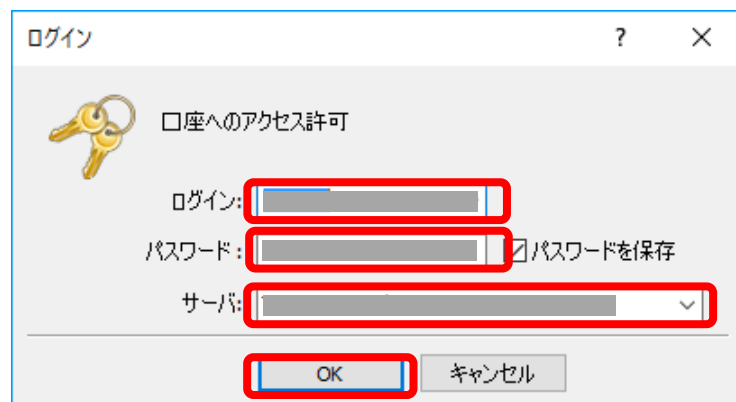 ログイン ? ×
口座へのアクセス許可
ログイン:
パスワード: パスワードを保存
サーバ:
OK キャンセル